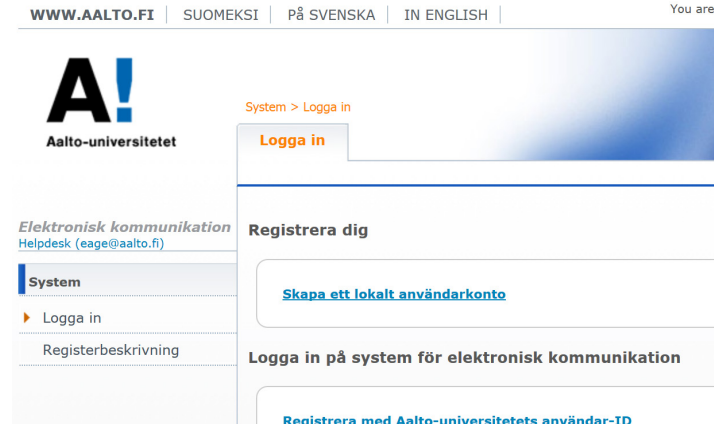 WWW.AALTO.FI SUOMEKSI På SVENSKA IN ENGLISH You are
A!
Aalto-universitetet
System > Logga in
Logga in
Elektronisk kommunikation
Helpdesk (eage@aalto.fi)
System
Logga in
Registerbeskrivning
Registrera dig
Skapa ett lokalt användarkonto
Logga in på system för elektronisk kommunikation
Registrera med Aalto-universitetets användar-ID